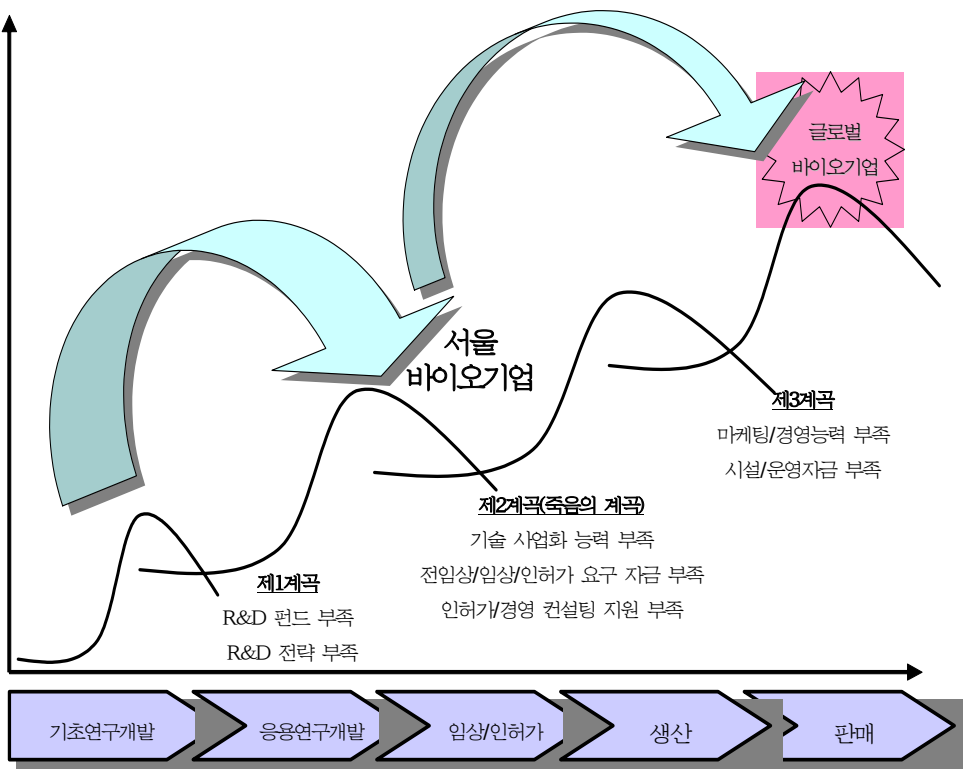 글로벌
바이오기업
서울
바이오기업
제3계곡
마케팅/경영능력 부족
시설/운영자금 부족
제2계곡(죽음의 계곡)
기술 사업화 능력 부족
전임상/임상/인허가 요구 자금 부족
인허가/경영 컨설팅 지원 부족
제1계곡
R&D 펀드 부족
R&D 전략 부족
기초연구개발
응용연구개발
임상/인허가
생산
판매